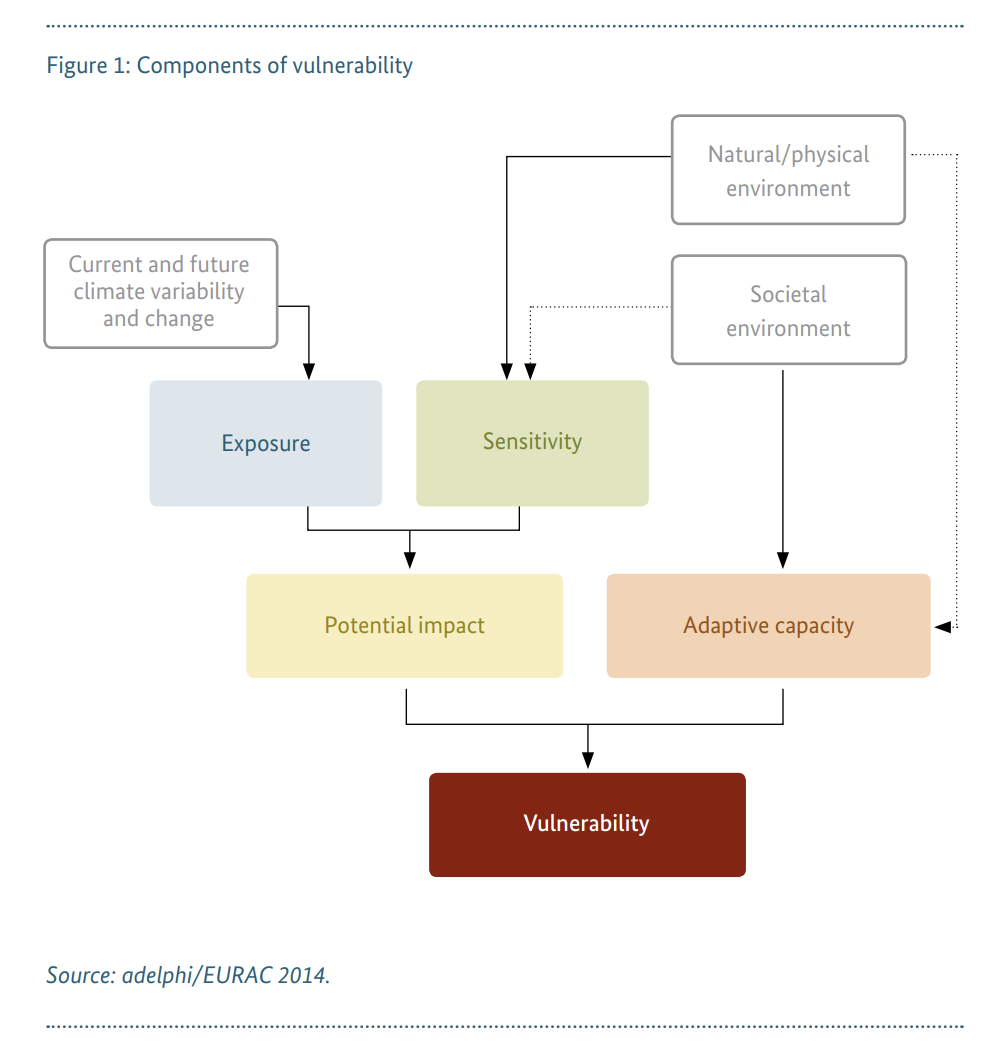 Figure 1: Components of vulnerability
Natural/physical
environment
Current and future
climate variability
and change
Societal
environment
Exposure
Sensitivity
Potential impact
Adaptive capacity
Vulnerability
Source: adelphi/EURAC 2014.